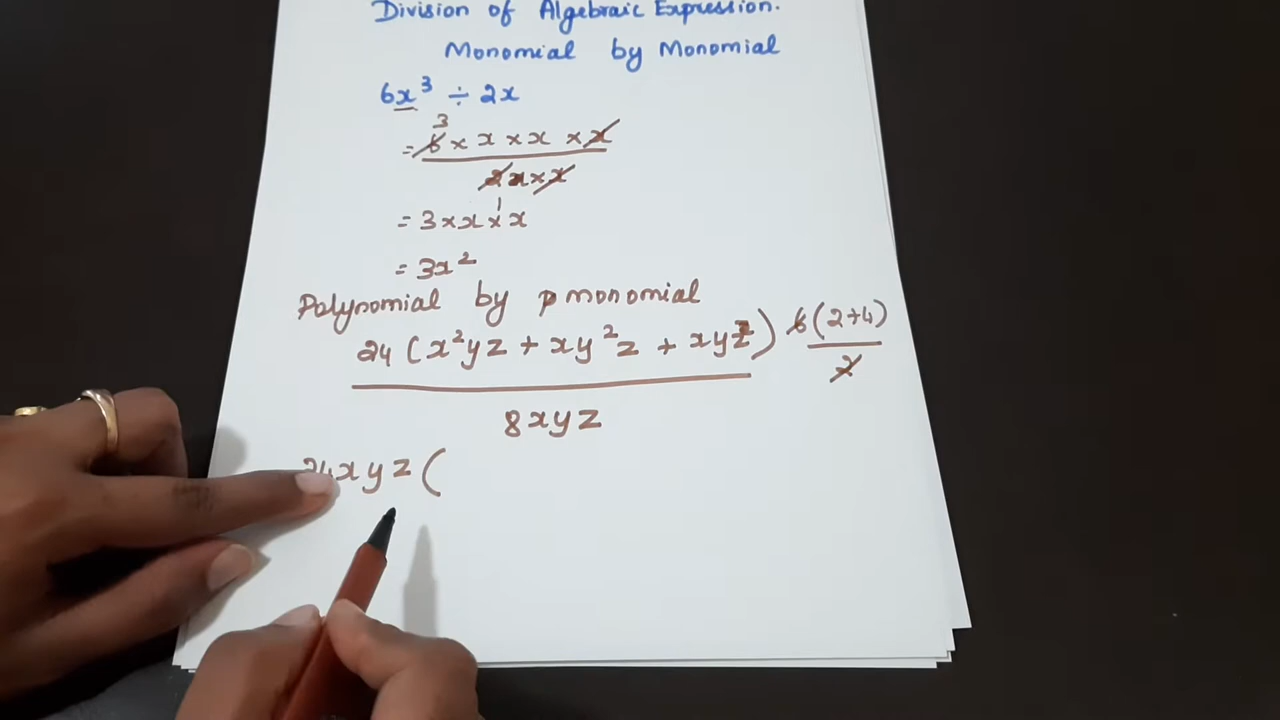 Division of Algebraic Expression.
Monomial by Monomial
6x³ ÷ 2x
= 6 3 × x × x × x
2 × x
1
= 3 × x × x
= 3x²
Polynomial by monomial
24 (x²yz + xy²z + xyz²)
8xyz
6 (2+4)
2
24xyz (